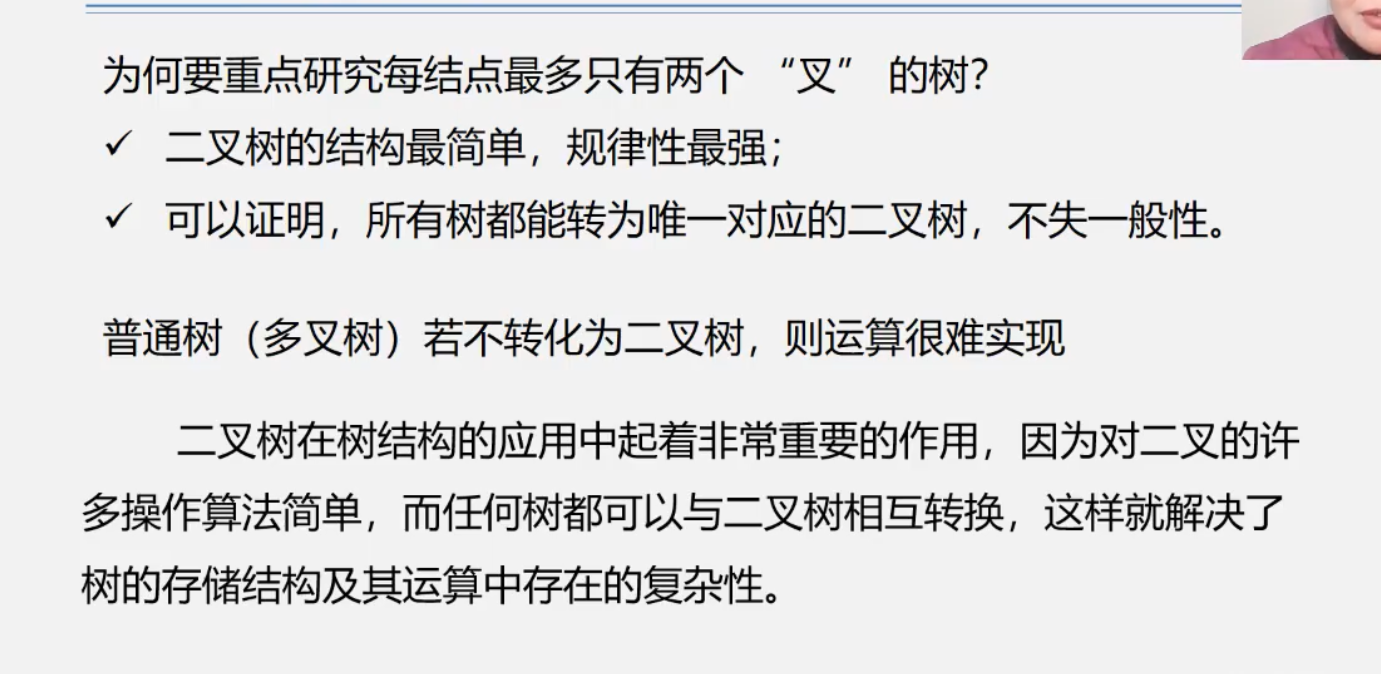 为何要重点研究每结点最多只有两个 “叉” 的树？
✓ 二叉树的结构最简单，规律性最强；
✓ 可以证明，所有树都能转为唯一对应的二叉树，不失一般性。
普通树（多叉树）若不转化为二叉树，则运算很难实现
二叉树在树结构的应用中起着非常重要的作用，因为对二叉的许
多操作算法简单，而任何树都可以与二叉树相互转换，这样就解决了
树的存储结构及其运算中存在的复杂性。